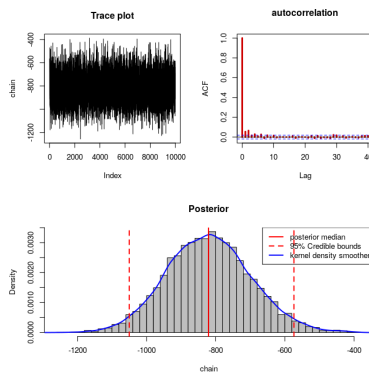 Trace plot
autocorrelation
chain
-1200
-800
-400
0
2000
4000
6000
8000
10000
Index
ACF
0.0
0.2
0.4
0.6
0.8
1.0
0
10
20
30
Lag
Posterior
Density
0.0000
0.0010
0.0020
0.0030
posterior median
95% Credible bounds
kernel density smoother
-1200
-1000
-800
-600
-400
chain